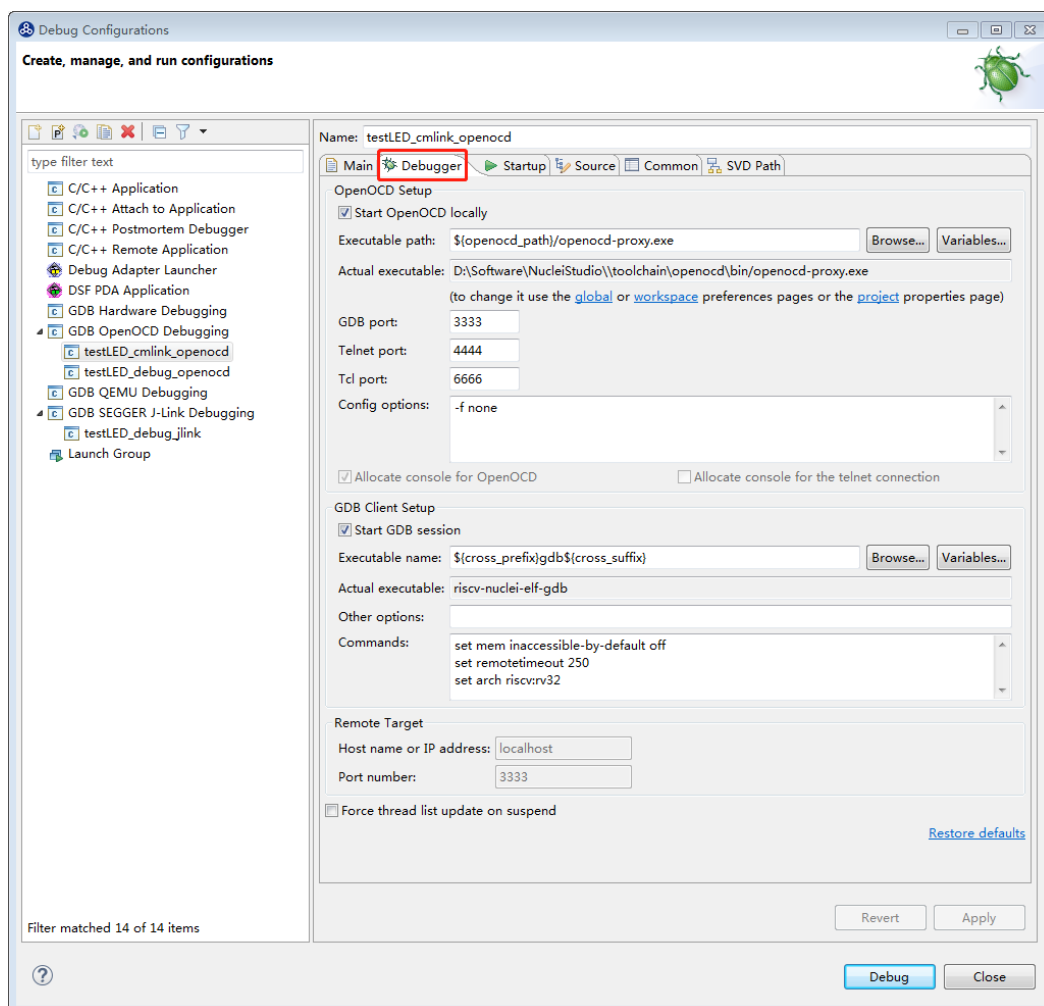 Debug Configurations
Create, manage, and run configurations
type filter text
C/C++ Application
C/C++ Attach to Application
C/C++ Postmortem Debugger
C/C++ Remote Application
Debug Adapter Launcher
DSF PDA Application
GDB Hardware Debugging
GDB OpenOCD Debugging
testLED_cmlink_openocd
testLED_debug_openocd
GDB QEMU Debugging
GDB SEGGER J-Link Debugging
testLED_debug_jlink
Launch Group
Filter matched 14 of 14 items
Name: testLED_cmlink_openocd
Main Debugger Startup Source Common SVD Path
OpenOCD Setup
Start OpenOCD locally
Executable path: ${openocd_path}/openocd-proxy.exe Browse... Variables...
Actual executable: D:\Software\NucleiStudio\\toolchain\openocd\bin/openocd-proxy.exe
(to change it use the global or workspace preferences pages or the project properties page)
GDB port: 3333
Telnet port: 4444
Tcl port: 6666
Config options: -f none
Allocate console for OpenOCD Allocate console for the telnet connection
GDB Client Setup
Start GDB session
Executable name: ${cross_prefix}gdb${cross_suffix} Browse... Variables...
Actual executable: riscv-nuclei-elf-gdb
Other options:
Commands: set mem inaccessible-by-default off
set remotetimeout 250
set arch riscv:rv32
Remote Target
Host name or IP address: localhost
Port number: 3333
Force thread list update on suspend
Restore defaults
Revert Apply
? Debug Close